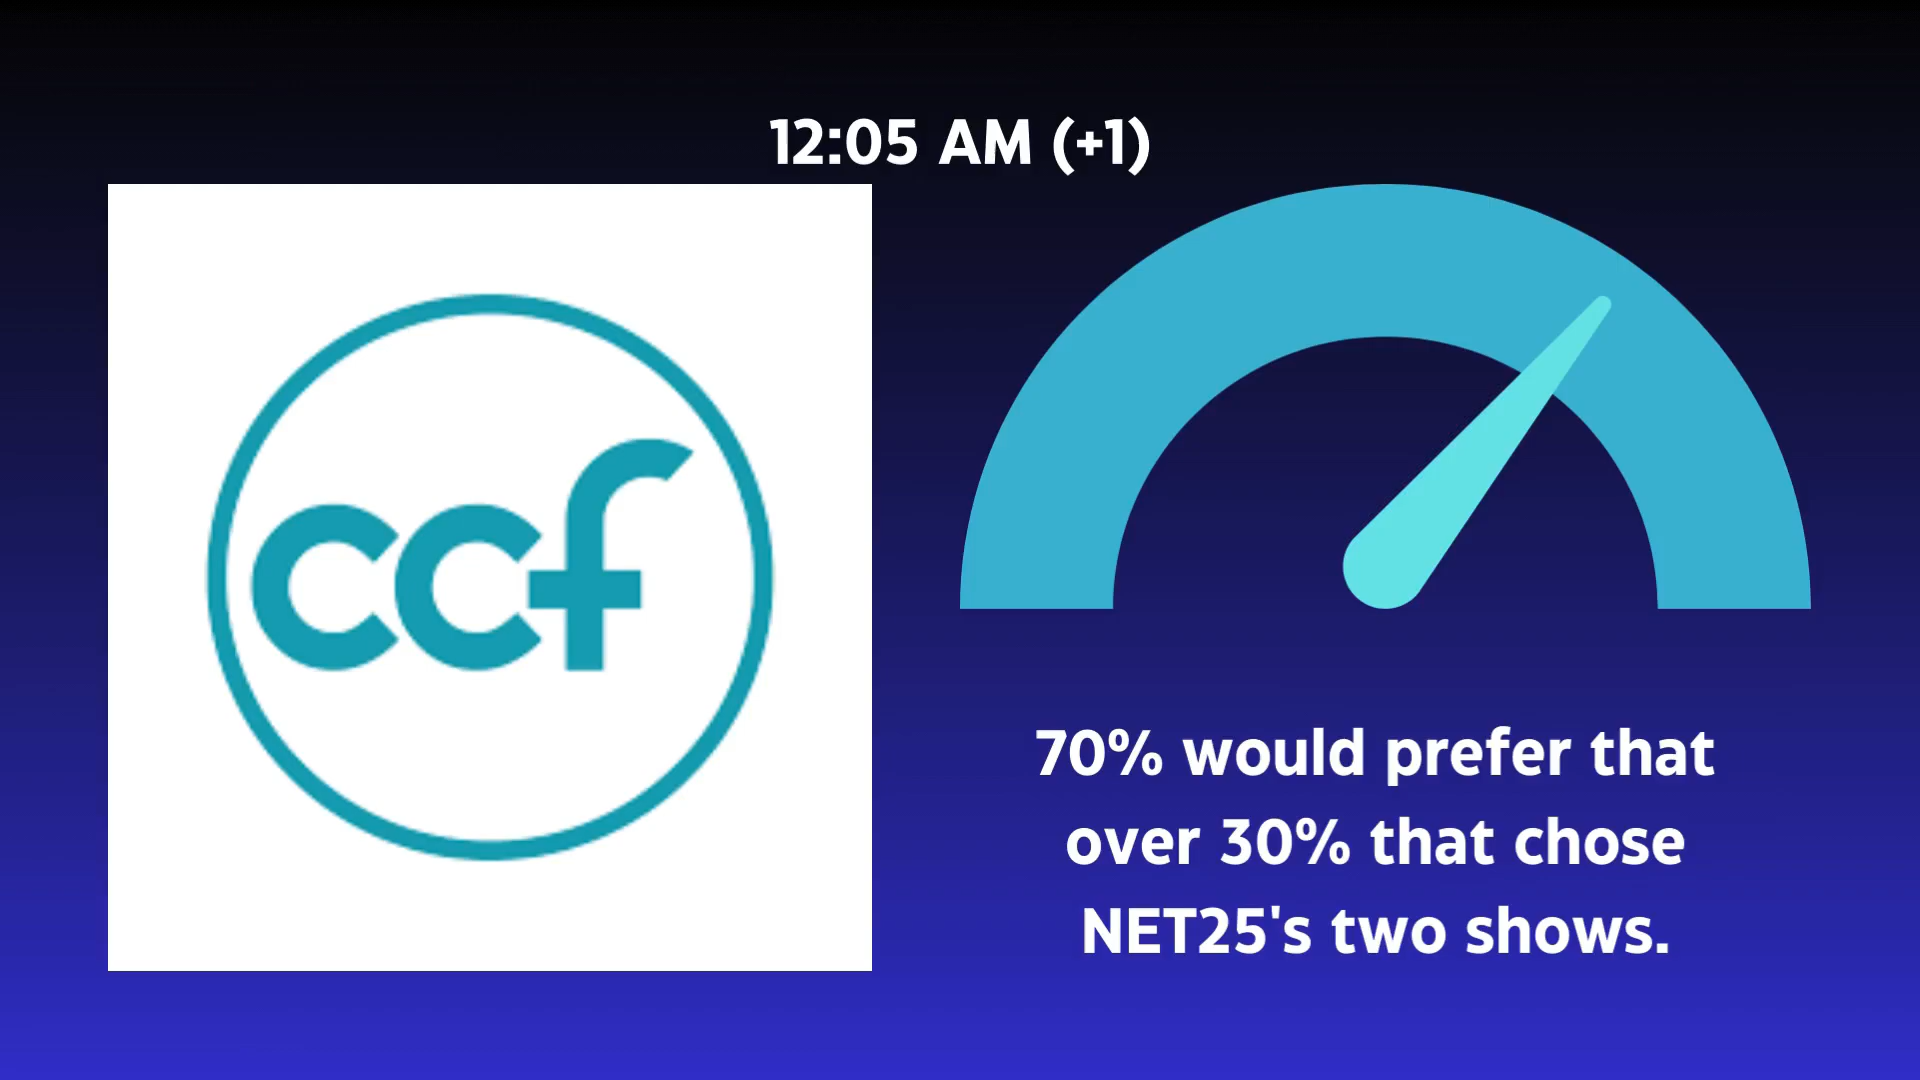 12:05 AM (+1)
ccf
70% would prefer that
over 30% that chose
NET25's two shows.